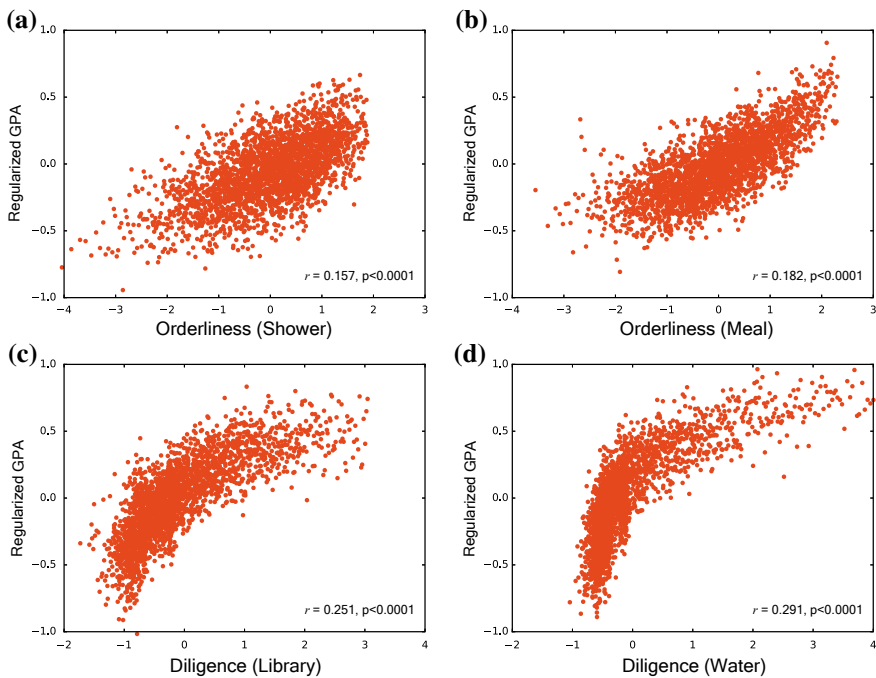 (a)
1.0
0.5
0.0
−0.5
−1.0
Regularized GPA
r = 0.157, p<0.0001
−4 −3 −2 −1 0 1 2 3
Orderliness (Shower)
(b)
1.0
0.5
0.0
−0.5
−1.0
Regularized GPA
r = 0.182, p<0.0001
−4 −3 −2 −1 0 1 2 3
Orderliness (Meal)
(c)
1.0
0.5
0.0
−0.5
−1.0
Regularized GPA
r = 0.251, p<0.0001
−2 −1 0 1 2 3 4
Diligence (Library)
(d)
1.0
0.5
0.0
−0.5
−1.0
Regularized GPA
r = 0.291, p<0.0001
−2 −1 0 1 2 3 4
Diligence (Water)